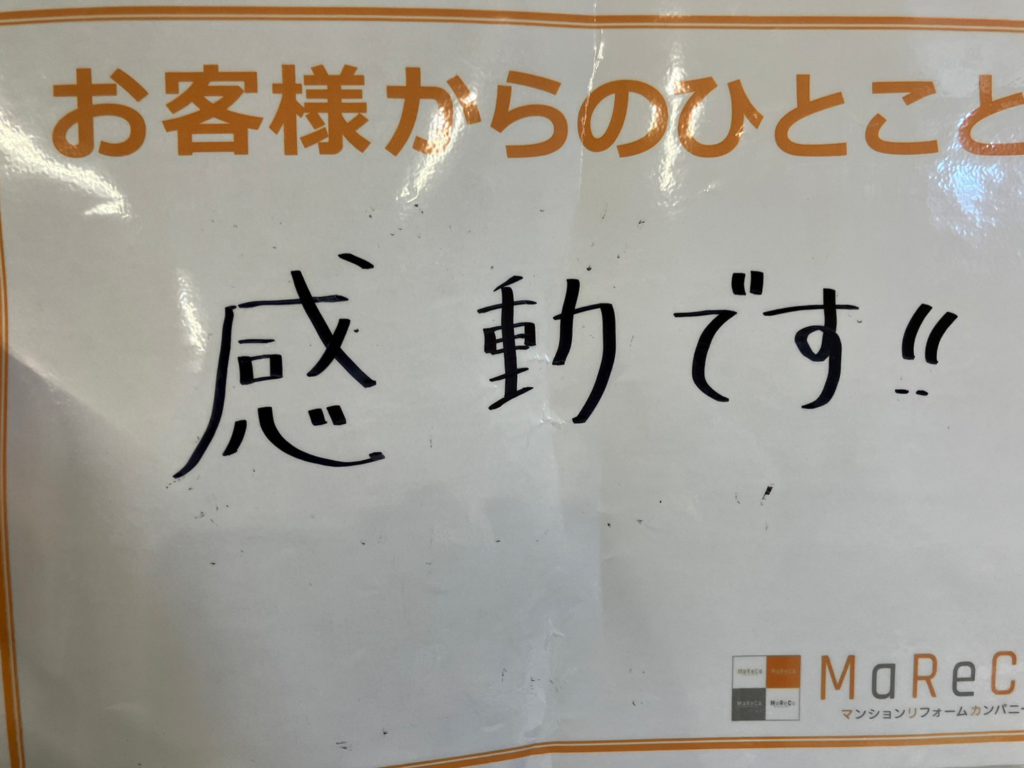 お客様からのひとこと
感動です!!
MaReC
マンションリフォームカンパニー